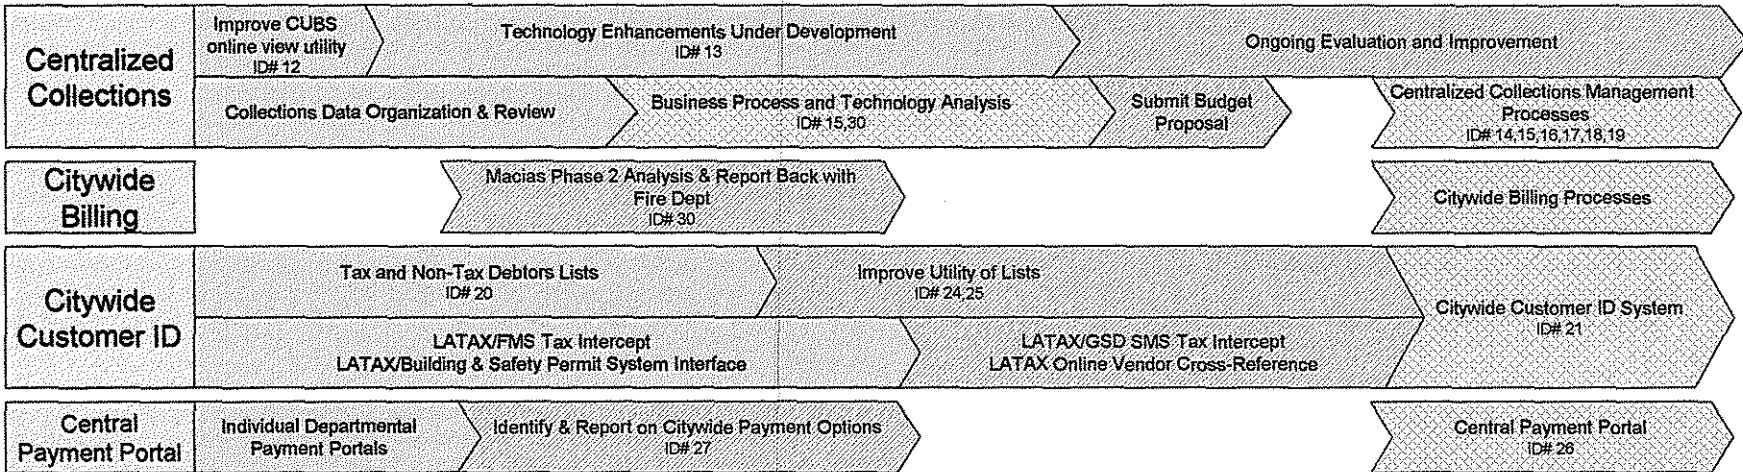 Centralized
Collections
Improve CUBS
online view utility
ID# 12
Technology Enhancements Under Development
ID# 13
Ongoing Evaluation and Improvement
Collections Data Organization & Review
Business Process and Technology Analysis
ID# 15,30
Submit Budget
Proposal
Centralized Collections Management
Processes
ID# 14,15,16,17,18,19
Citywide
Billing
Macias Phase 2 Analysis & Report Back with
Fire Dept
ID# 30
Citywide Billing Processes
Citywide
Customer ID
Tax and Non-Tax Debtors Lists
ID# 20
Improve Utility of Lists
ID# 24,25
LATAX/FMS Tax Intercept
LATAX/Building & Safety Permit System Interface
LATAX/GSD SMS Tax Intercept
LATAX Online Vendor Cross-Reference
Citywide Customer ID System
ID# 21
Central
Payment Portal
Individual Departmental
Payment Portals
Identify & Report on Citywide Payment Options
ID# 27
Central Payment Portal
ID# 26